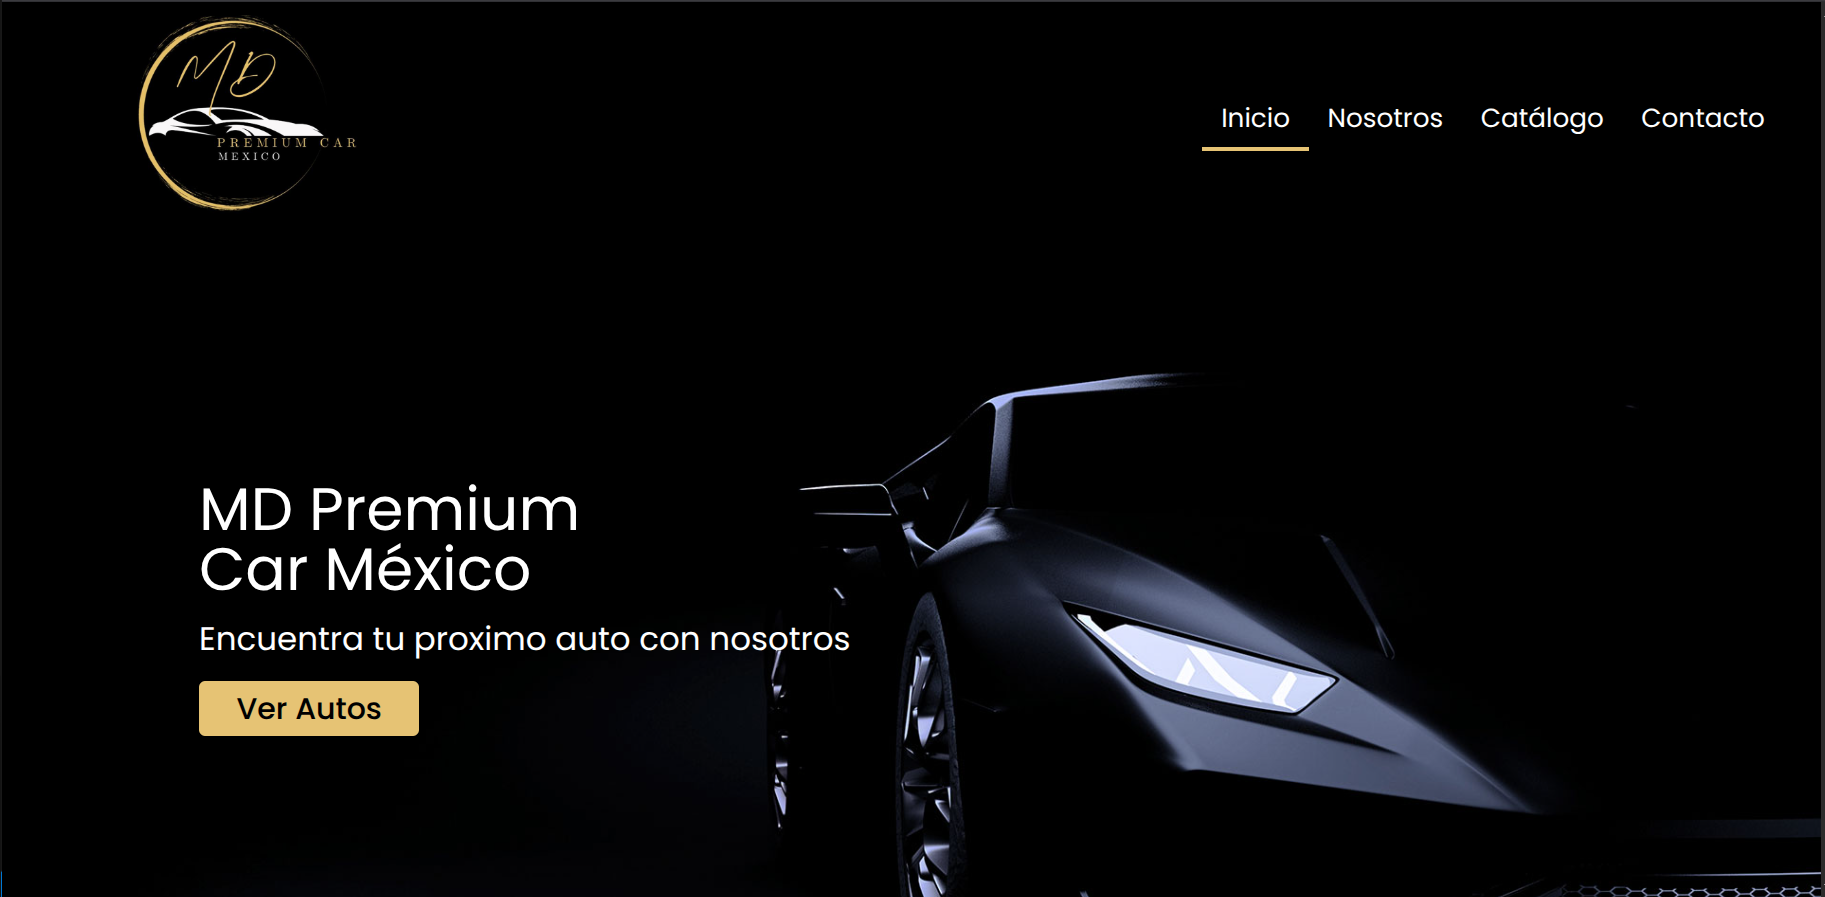 MD
PREMIUM CAR
MEXICO
Inicio Nosotros Catálogo Contacto
MD Premium
Car México
Encuentra tu proximo auto con nosotros
Ver Autos